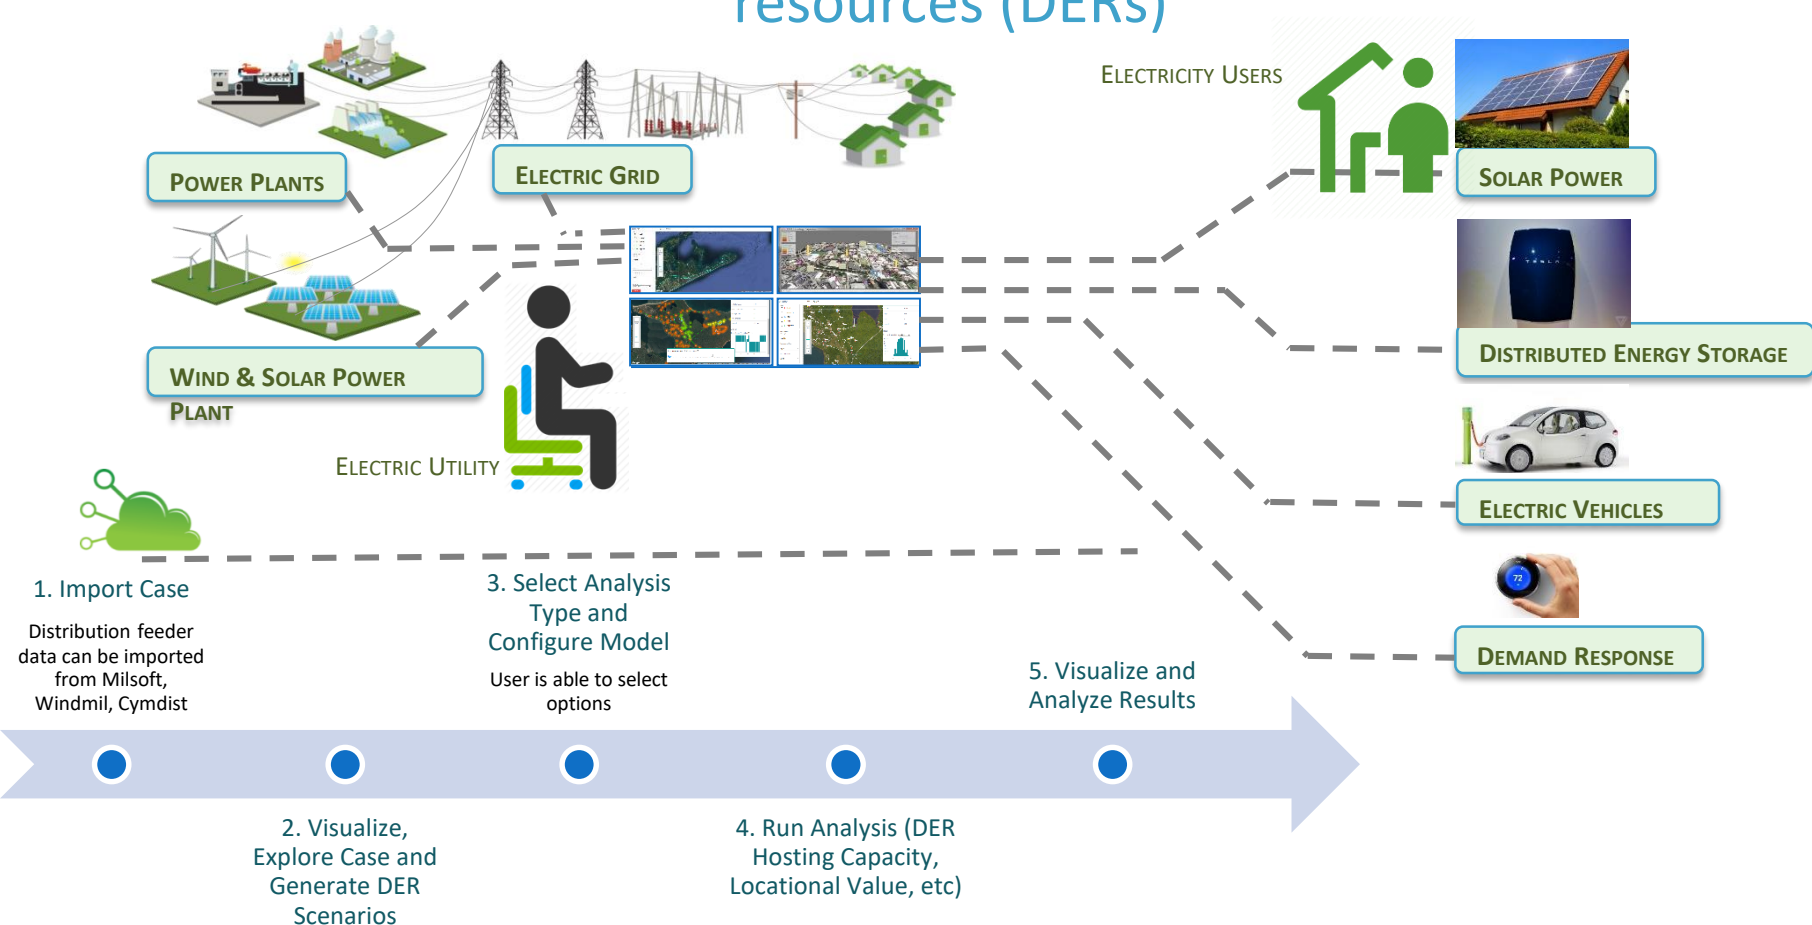 resources (DERs)
ELECTRICITY USERS
POWER PLANTS
ELECTRIC GRID
SOLAR POWER
TESLA
WIND & SOLAR POWER
PLANT
DISTRIBUTED ENERGY STORAGE
ELECTRIC UTILITY
ELECTRIC VEHICLES
72
DEMAND RESPONSE
1. Import Case
Distribution feeder
data can be imported
from Milsoft,
Windmil, Cymdist
2. Visualize,
Explore Case and
Generate DER
Scenarios
3. Select Analysis
Type and
Configure Model
User is able to select
options
4. Run Analysis (DER
Hosting Capacity,
Locational Value, etc)
5. Visualize and
Analyze Results